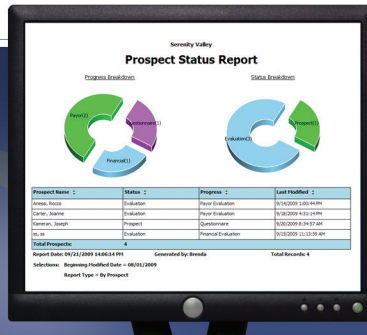 Serenity Valley
Prospect Status Report
Progress Breakdown
Status Breakdown
Payor(2)
Questionnaire(1)
Financial(1)
Evaluation(3)
Prospect(1)
Prospect Name Status Progress Last Modified
Anessi, Rocco Evaluation Payor Evaluation 9/14/2009 1:00:44 PM
Carter, Joanne Evaluation Payor Evaluation 9/18/2009 4:31:14 PM
Kameran, Joseph Prospect Questionnaire 9/20/2009 8:34:57 AM
ss, ss Evaluation Financial Evaluation 9/15/2009 11:13:55 AM
Total Prospects: 4
Report Date: 09/21/2009 14:06:14 PM Generated by: Brenda Total Records: 4
Selections: Beginning Modified Date = 08/01/2009
Report Type = By Prospect